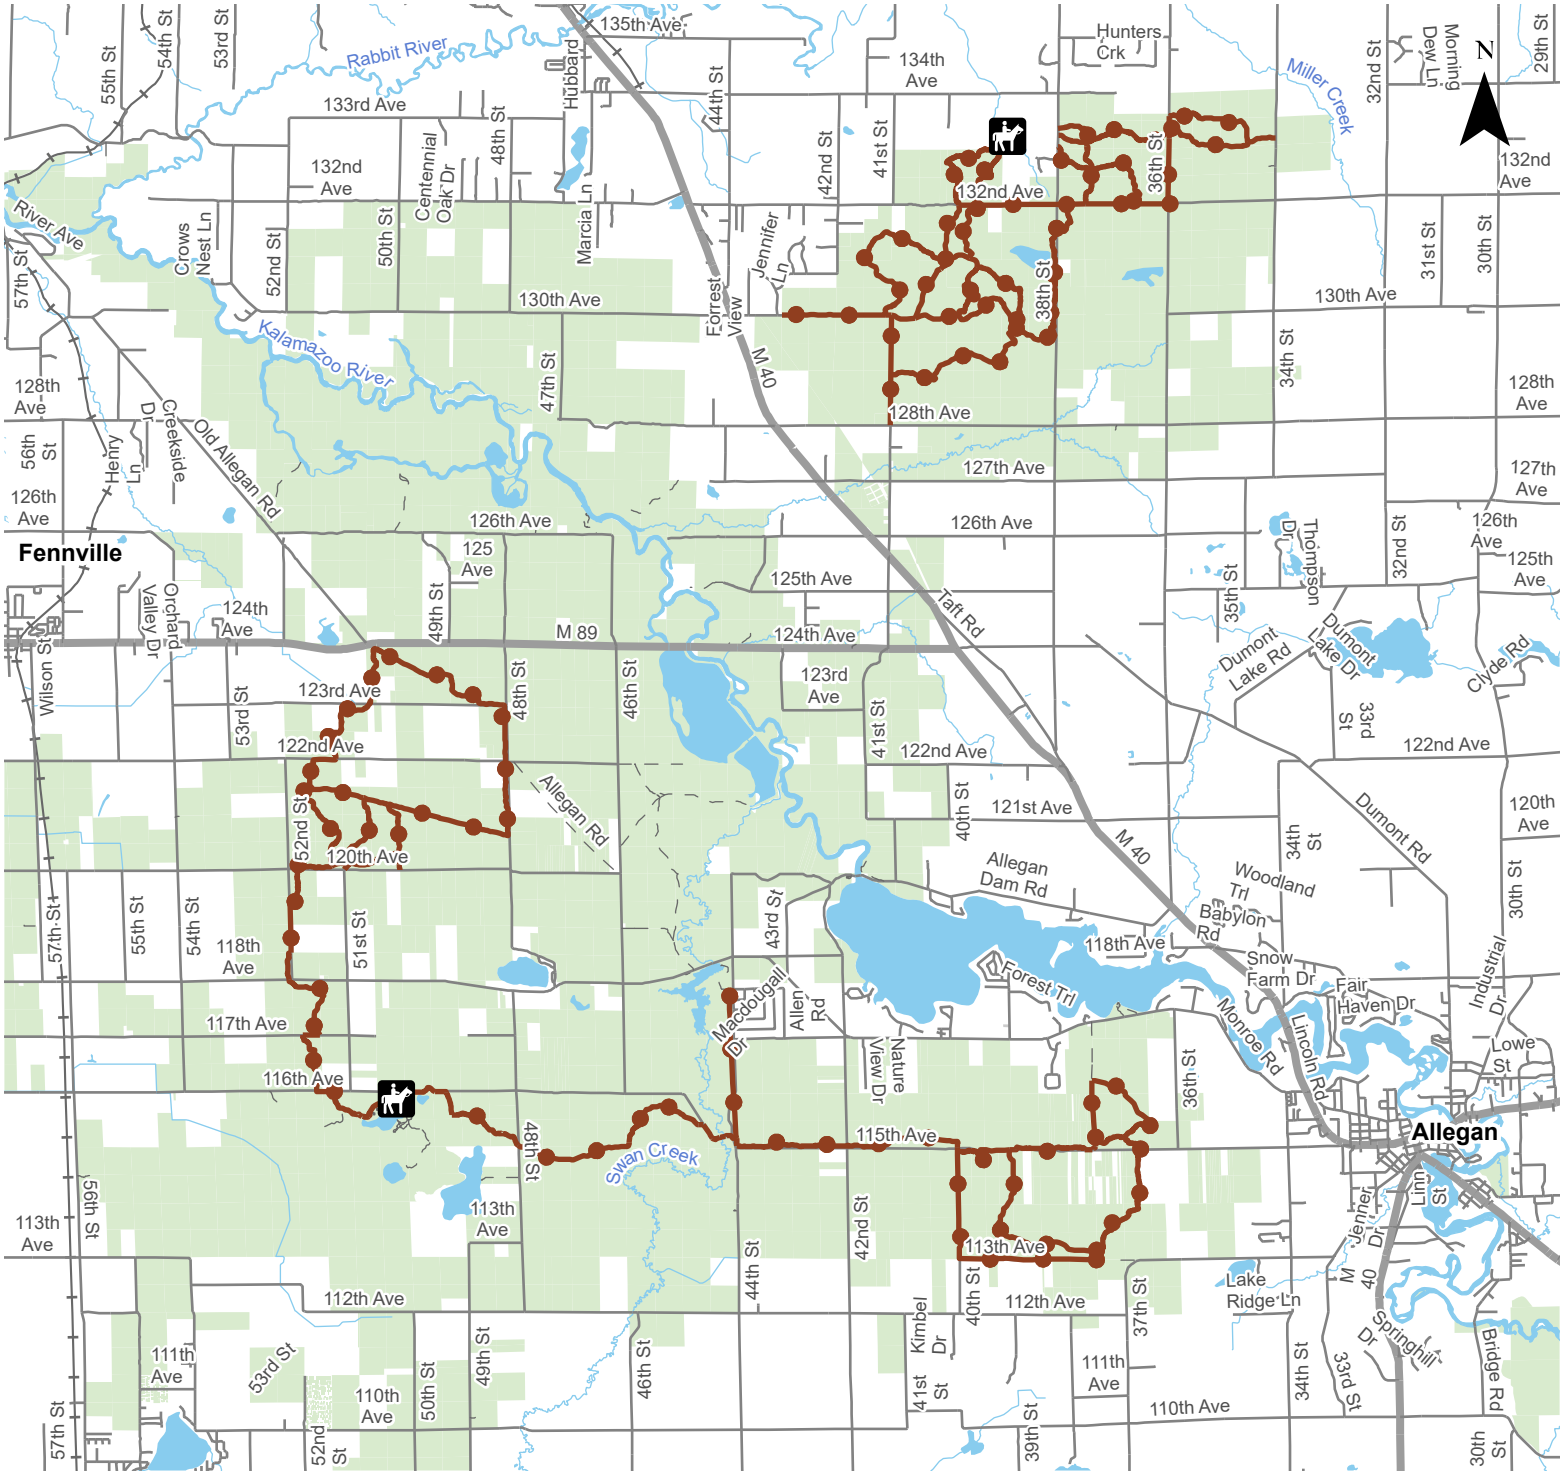 135th Ave
Hunters
Crk
54th St
53rd St
55th St
Rabbit River
Hubbard
44th St
134th
Ave
32nd St
Morning
Dew Ln
N
29th St
Miller Creek
133rd Ave
48th St
Centennial
Oak Dr
42nd St
41st St
36th St
132nd
Ave
132nd
Ave
132nd Ave
River Ave
57th St
Crows
Nest Ln
52nd St
50th St
Marcia Ln
Jennifer
Ln
31st St
30th St
130th Ave
Forrest
View
38th St
130th Ave
Kalamazoo River
47th St
M 40
34th St
128th
Ave
128th Ave
128th
Ave
56th
St
Henry
Ln
Creekside
Dr
Old Allegan Rd
127th Ave
127th
Ave
126th
Ave
126th Ave
126th Ave
Thompson
Dr
32nd St
126th
Ave
Fennville
125
Ave
125th Ave
125th
Ave
Orchard
Valley Dr
124th
Ave
49th St
M 89
124th Ave
Taft Rd
35th St
Dumont
Lake Rd
Dumont
Lake Dr
Clyde Rd
Wilson St
53rd St
123rd Ave
48th St
46th St
123rd
Ave
41st St
33rd
St
122nd Ave
122nd Ave
122nd Ave
52nd St
Allegan Rd
40th St
121st Ave
M 40
34th
St
Dumont Rd
120th
Ave
120th Ave
Allegan
Dam Rd
Woodland
Trl
Babylon
Rd
30th St
57th St
55th St
54th St
118th
Ave
51st St
43rd St
118th Ave
Snow
Farm Dr
Fair
Haven Dr
Industrial
Dr
117th Ave
Macdougall
Dr
Allen
Rd
Forest Trl
Monroe Rd
Lincoln Rd
Lowe
St
116th Ave
Nature
View Dr
36th St
48th St
Swan Creek
115th Ave
Allegan
56th St
113th
Ave
113th
Ave
42nd St
113th Ave
Jenner
Dr
Linn
St
44th St
40th St
37th St
Lake
Ridge Ln
M
40
112th Ave
112th Ave
Kimbel
Dr
Springhill
Dr
111th
Ave
53rd St
49th St
46th St
111th
Ave
34th St
33rd St
Bridge Rd
110th
Ave
50th St
41st
St
110th Ave
57th St
52nd
St
39th St
30th
St